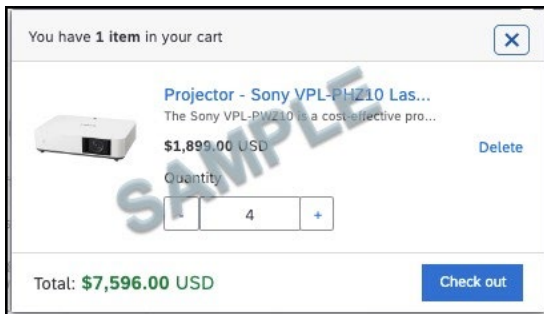 You have 1 item in your cart
Projector - Sony VPL-PHZ10 Las...
The Sony VPL-PWZ10 is a cost-effective pro...
$1,899.00 USD
Delete
Quantity
- 4 +
Total: $7,596.00 USD
Check out
SAMPLE